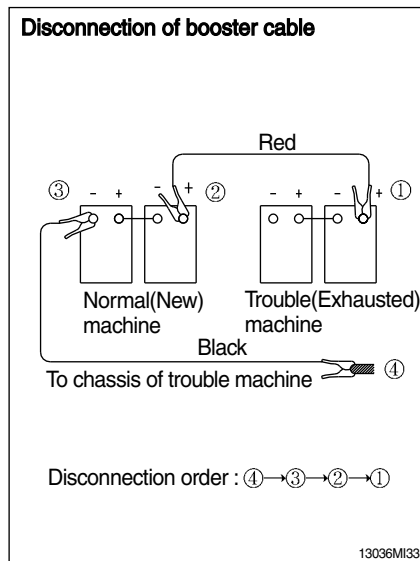 Disconnection of booster cable
Red
③ - + - + ② - + - + ①
Normal(New) Trouble(Exhausted)
machine machine
Black
To chassis of trouble machine ④
Disconnection order : ④→③→②→①
13036MI33